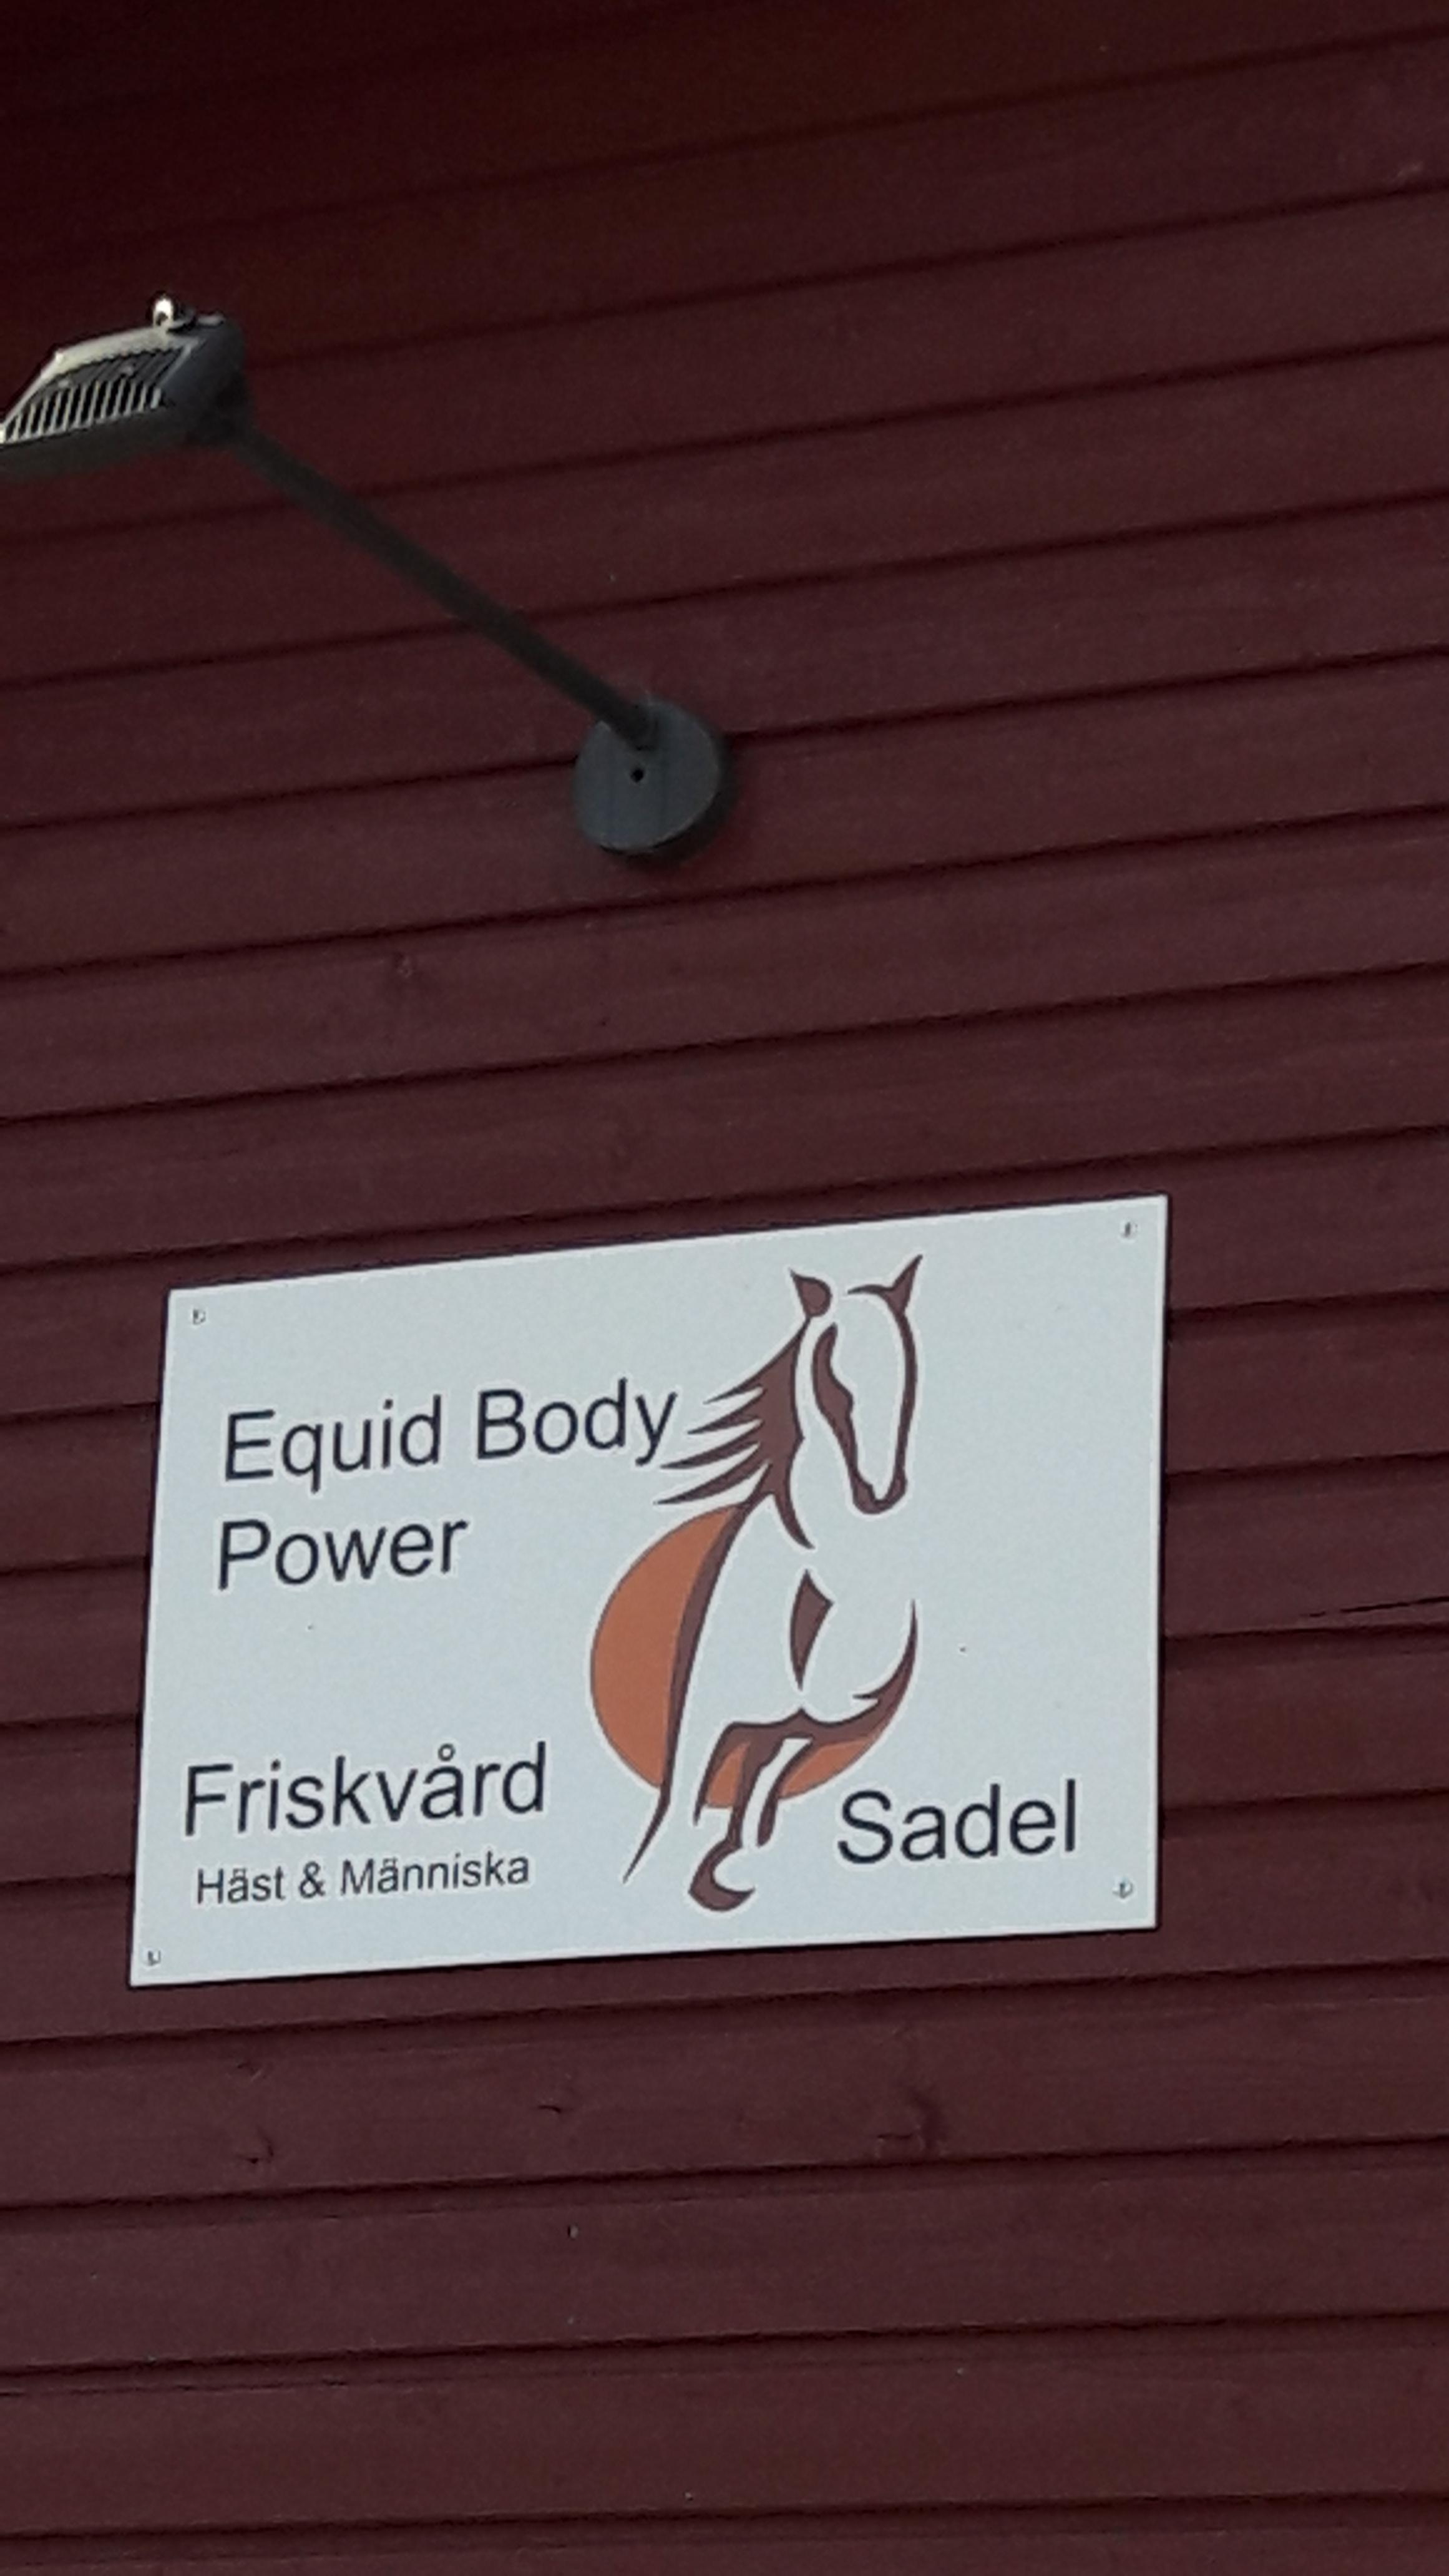 Equid Body
Power
Friskvård
Häst & Människa
Sadel